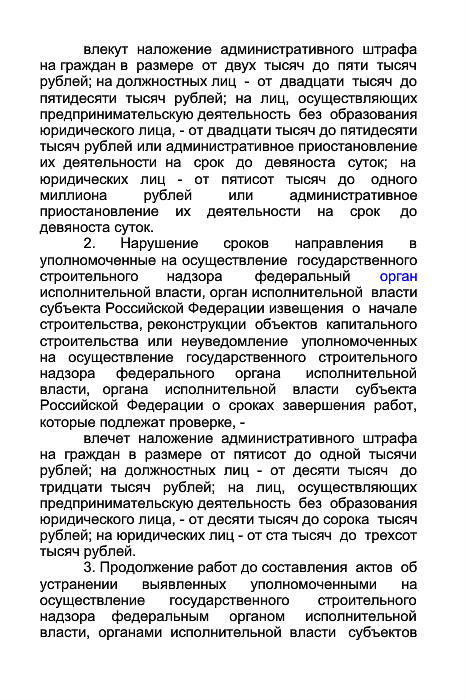 влекут наложение административного штрафа
на граждан в размере от двух тысяч до пяти тысяч
рублей; на должностных лиц - от двадцати тысяч до
пятидесяти тысяч рублей; на лиц, осуществляющих
предпринимательскую деятельность без образования
юридического лица, - от двадцати тысяч до пятидесяти
тысяч рублей или административное приостановление
их деятельности на срок до девяноста суток; на
юридических лиц - от пятисот тысяч до одного
миллиона рублей или административное
приостановление их деятельности на срок до
девяноста суток.
2. Нарушение сроков направления в
уполномоченные на осуществление государственного
строительного надзора федеральный орган
исполнительной власти, орган исполнительной власти
субъекта Российской Федерации извещения о начале
строительства, реконструкции объектов капитального
строительства или неуведомление уполномоченных
на осуществление государственного строительного
надзора федерального органа исполнительной
власти, органа исполнительной власти субъекта
Российской Федерации о сроках завершения работ,
которые подлежат проверке, -
влечет наложение административного штрафа
на граждан в размере от пятисот до одной тысячи
рублей; на должностных лиц - от десяти тысяч до
тридцати тысяч рублей; на лиц, осуществляющих
предпринимательскую деятельность без образования
юридического лица, - от десяти тысяч до сорока тысяч
рублей; на юридических лиц - от ста тысяч до трехсот
тысяч рублей.
3. Продолжение работ до составления актов об
устранении выявленных уполномоченными на
осуществление государственного строительного
надзора федеральным органом исполнительной
власти, органами исполнительной власти субъектов